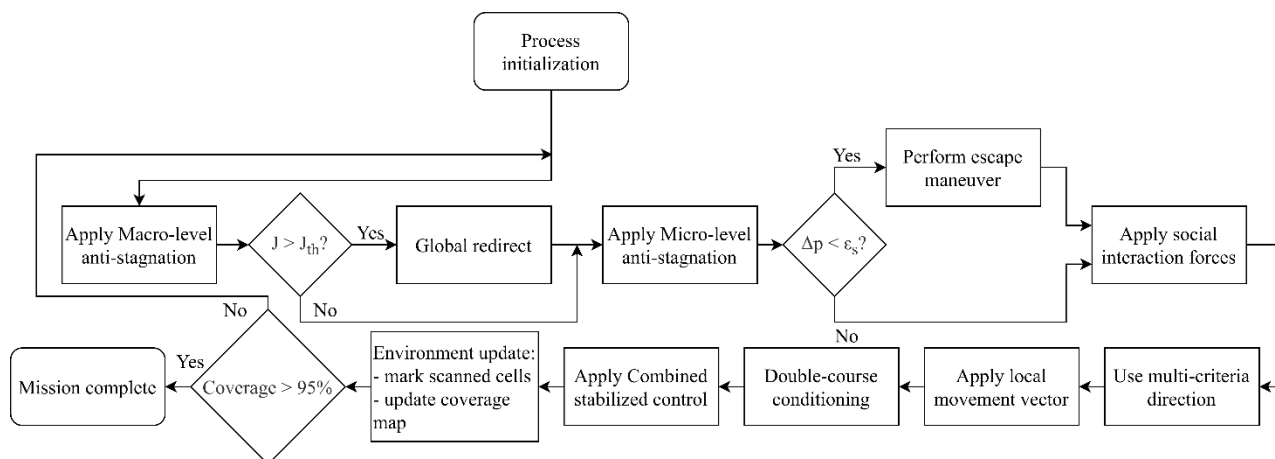 Process
initialization
Apply Macro-level
anti-stagnation
J > J_th?
Yes
No
Global redirect
Apply Micro-level
anti-stagnation
Δp < ε_s?
Yes
No
Perform escape
maneuver
Apply social
interaction forces
Use multi-criteria
direction
Apply local
movement vector
Double-course
conditioning
Apply Combined
stabilized control
Environment update:
- mark scanned cells
- update coverage
map
Coverage > 95%
No
Yes
Mission complete